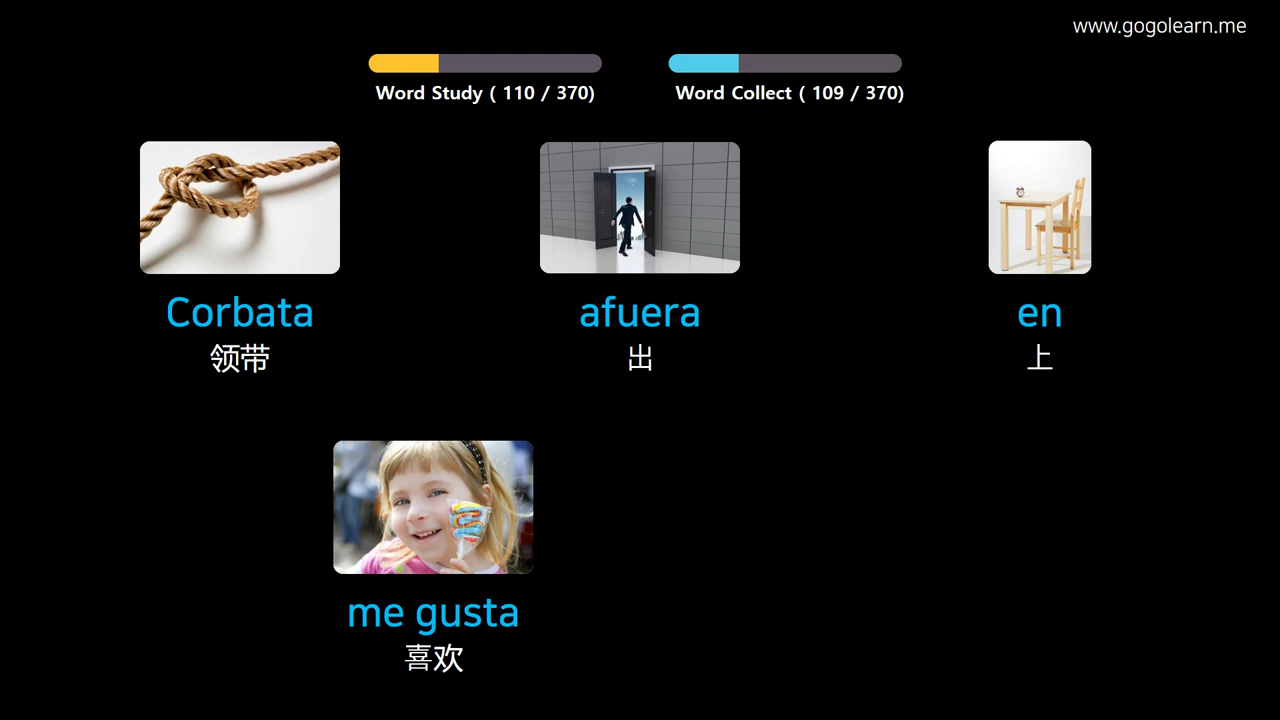 www.gogolearn.me
Word Study ( 110 / 370)
Word Collect ( 109 / 370)
Corbata
领带
afuera
出
en
上
me gusta
喜欢